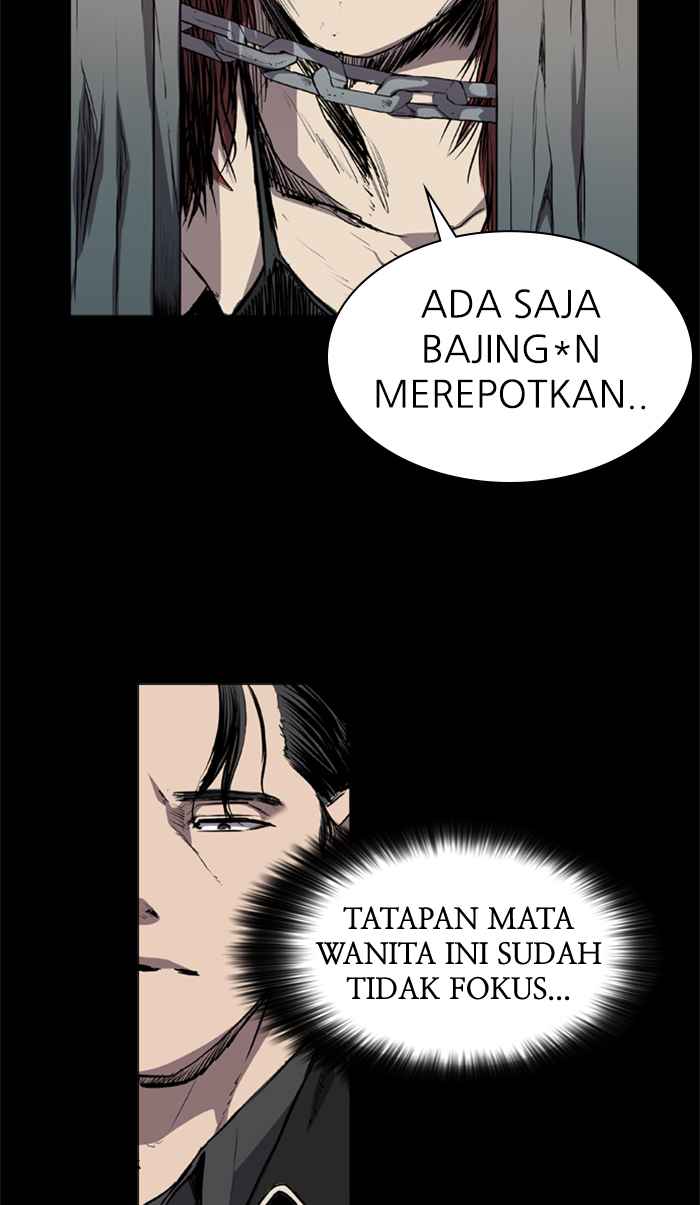 ADA SAJA
BAJING*N
MEREPOTKAN..
TATAPAN MATA
WANITA INI SUDAH
TIDAK FOKUS...